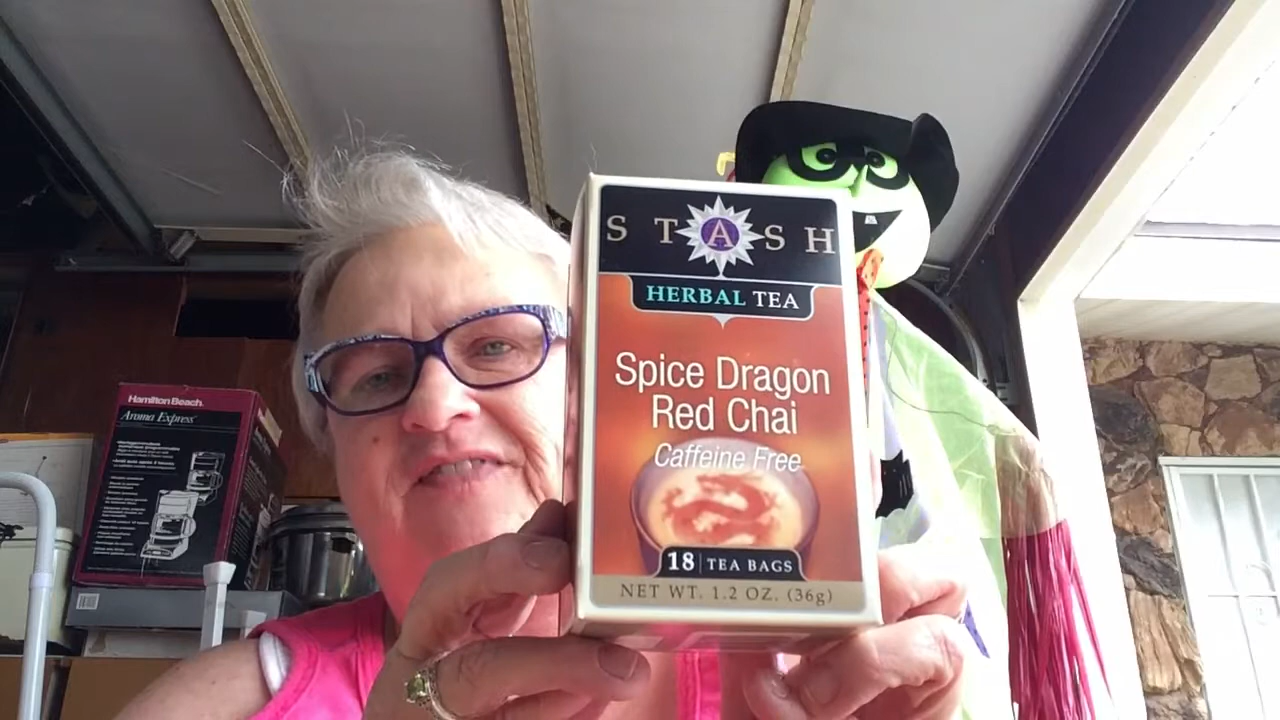 STASH
HERBAL TEA
Spice Dragon
Red Chai
Caffeine Free
18 TEA BAGS
NET WT. 1.2 OZ. (36g)
Hamilton Beach
Aroma Express